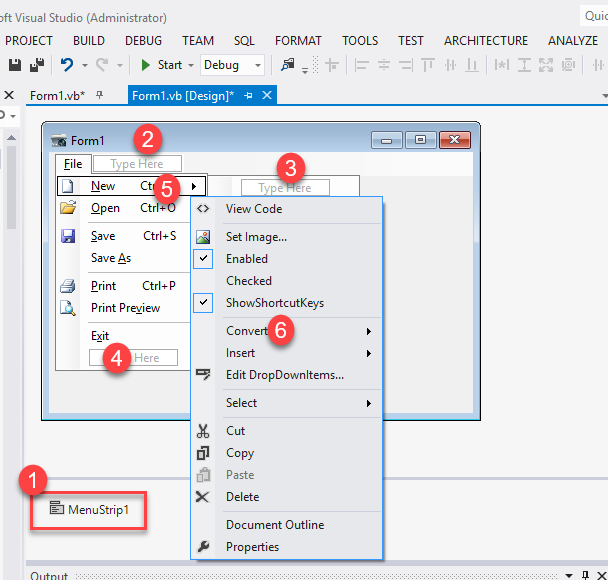 oft Visual Studio (Administrator)
Quic
PROJECT BUILD DEBUG TEAM SQL FORMAT TOOLS TEST ARCHITECTURE ANALYZE
Start Debug
Form1.vb* Form1.vb [Design]*
Form1
2
File Type Here
3
New Ctr
5
Type Here
Open Ctrl+O
View Code
Save Ctrl+S
Set Image...
Save As
Enabled
Checked
Print Ctrl+P
ShowShortcutKeys
Print Preview
Exit
Convert
6
4
Here
Insert
Edit DropDownItems...
Select
Cut
Copy
Paste
Delete
1
MenuStrip1
Document Outline
Properties
Output